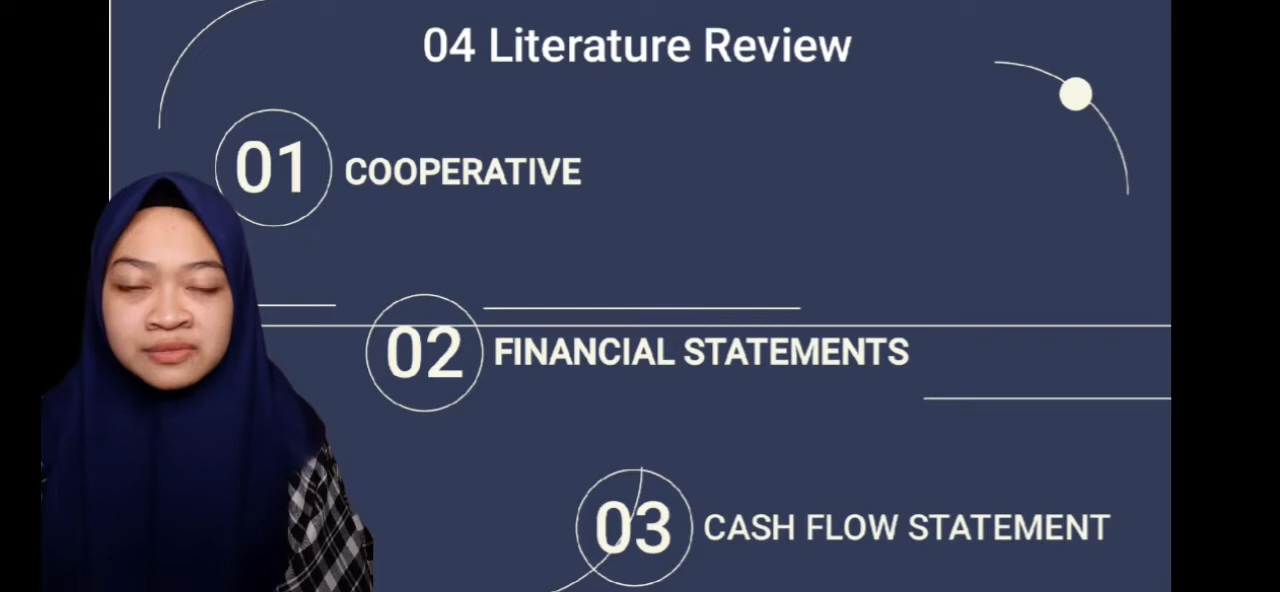 04 Literature Review
01 COOPERATIVE
02 FINANCIAL STATEMENTS
03 CASH FLOW STATEMENT